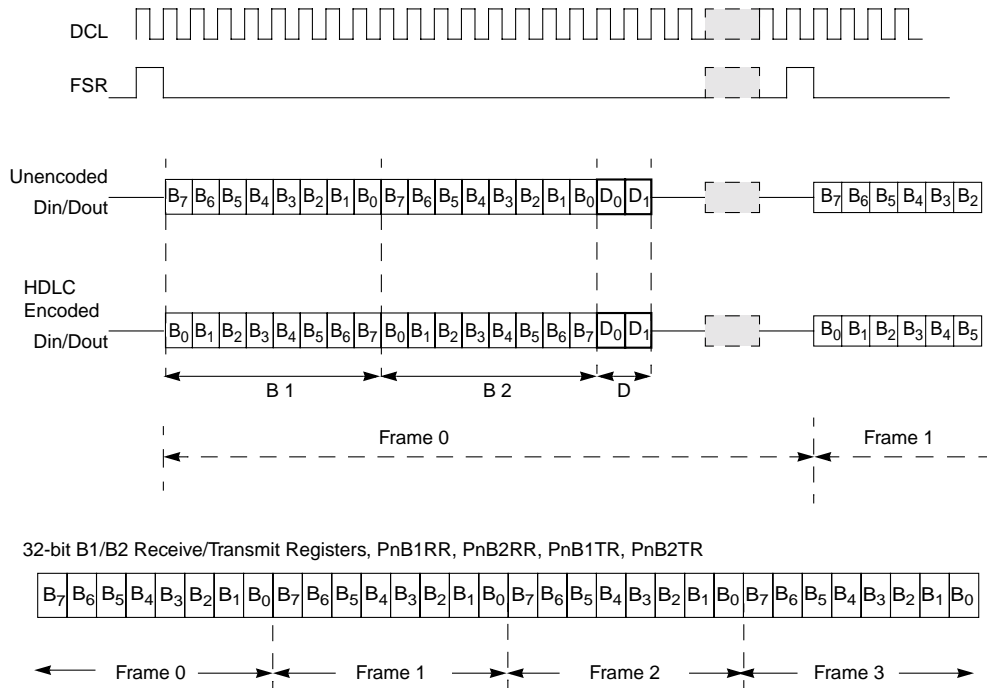 DCL
FSR
Unencoded
Din/Dout
B7 B6 B5 B4 B3 B2 B1 B0 B7 B6 B5 B4 B3 B2 B1 B0 D0 D1 B7 B6 B5 B4 B3 B2
HDLC
Encoded
Din/Dout
B0 B1 B2 B3 B4 B5 B6 B7 B0 B1 B2 B3 B4 B5 B6 B7 D0 D1 B0 B1 B2 B3 B4 B5
B 1 B 2 D
Frame 0 Frame 1
32-bit B1/B2 Receive/Transmit Registers, PnB1RR, PnB2RR, PnB1TR, PnB2TR
B7 B6 B5 B4 B3 B2 B1 B0 B7 B6 B5 B4 B3 B2 B1 B0 B7 B6 B5 B4 B3 B2 B1 B0 B7 B6 B5 B4 B3 B2 B1 B0
Frame 0 Frame 1 Frame 2 Frame 3